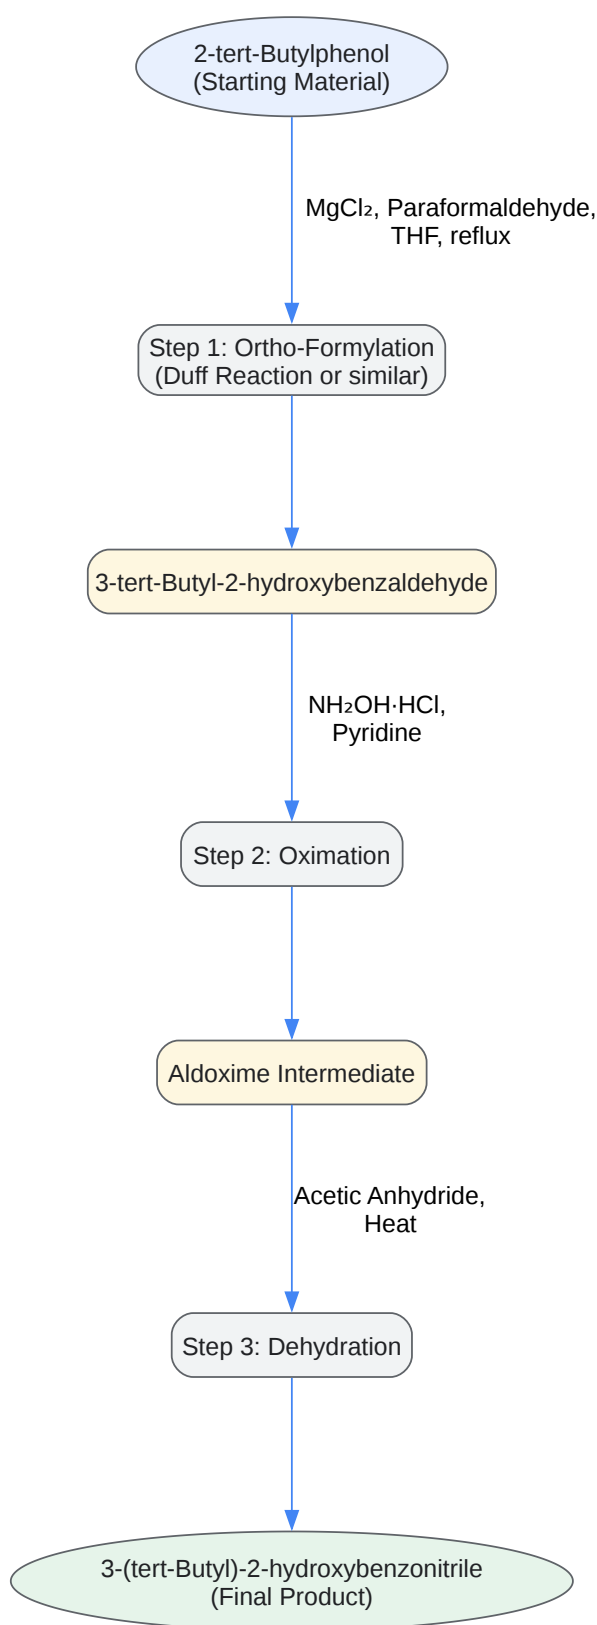 2-tert-Butylphenol
(Starting Material)
MgCl₂, Paraformaldehyde,
THF, reflux
Step 1: Ortho-Formylation
(Duff Reaction or similar)
3-tert-Butyl-2-hydroxybenzaldehyde
NH₂OH·HCl,
Pyridine
Step 2: Oximation
Aldoxime Intermediate
Acetic Anhydride,
Heat
Step 3: Dehydration
3-(tert-Butyl)-2-hydroxybenzonitrile
(Final Product)